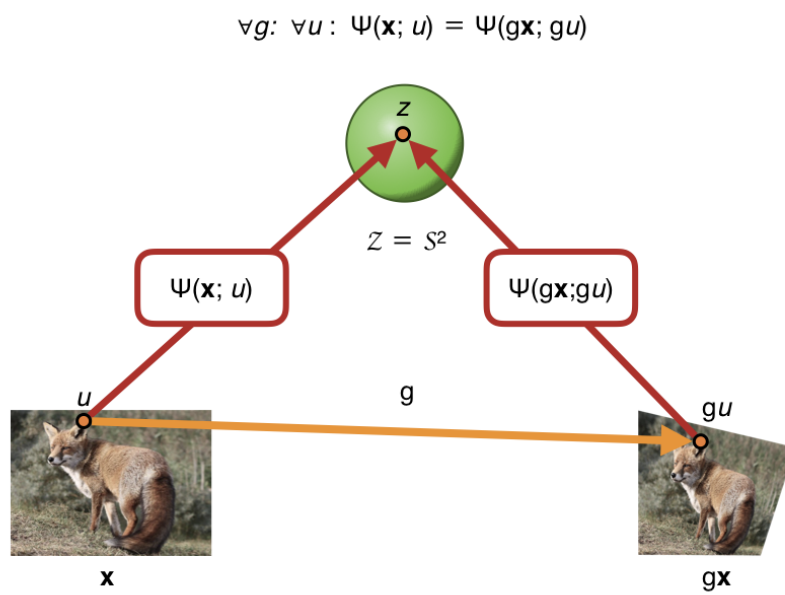 ∀g: ∀u : Ψ(x; u) = Ψ(gx; gu)
z
𝒵 = 𝒮²
Ψ(x; u)
Ψ(gx;gu)
u
g
gu
x
gx